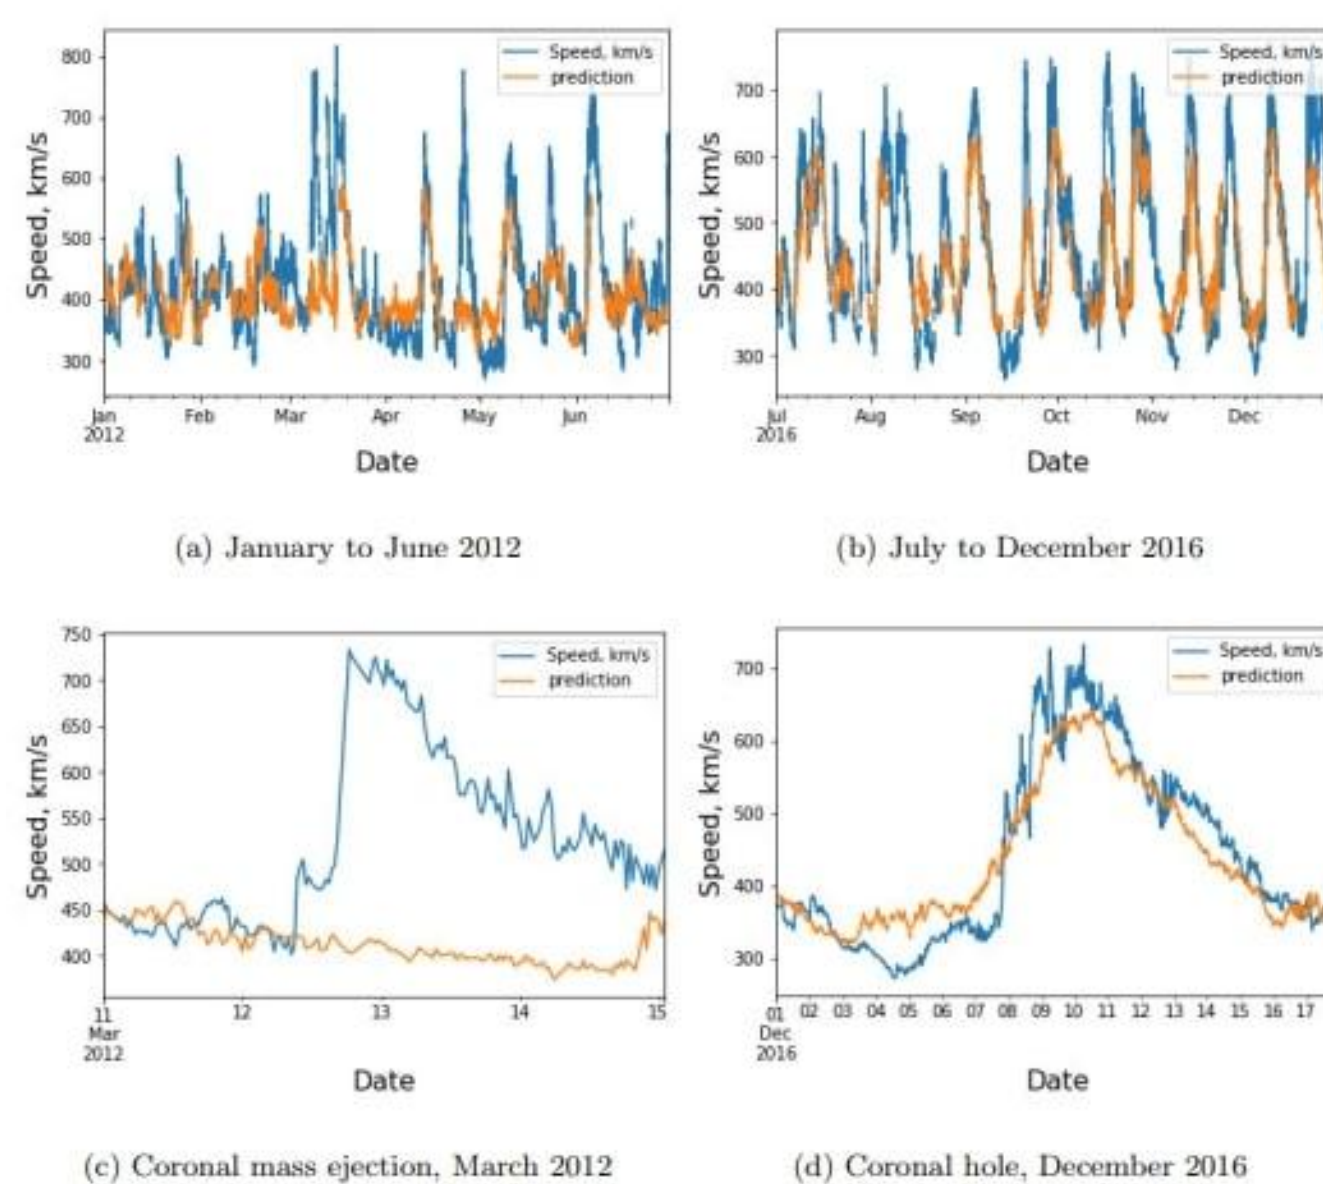 Speed, km/s
prediction
800
700
600
500
400
300
Speed, km/s
Jan Feb Mar Apr May Jun
2012
Date
(a) January to June 2012
Speed, km/s
prediction
700
600
500
400
300
Speed, km/s
Jul Aug Sep Oct Nov Dec
2016
Date
(b) July to December 2016
Speed, km/s
prediction
750
700
650
600
550
500
450
400
Speed, km/s
11 12 13 14 15
Mar
2012
Date
(c) Coronal mass ejection, March 2012
Speed, km/s
prediction
700
600
500
400
300
Speed, km/s
01 02 03 04 05 06 07 08 09 10 11 12 13 14 15 16 17
Dec
2016
Date
(d) Coronal hole, December 2016